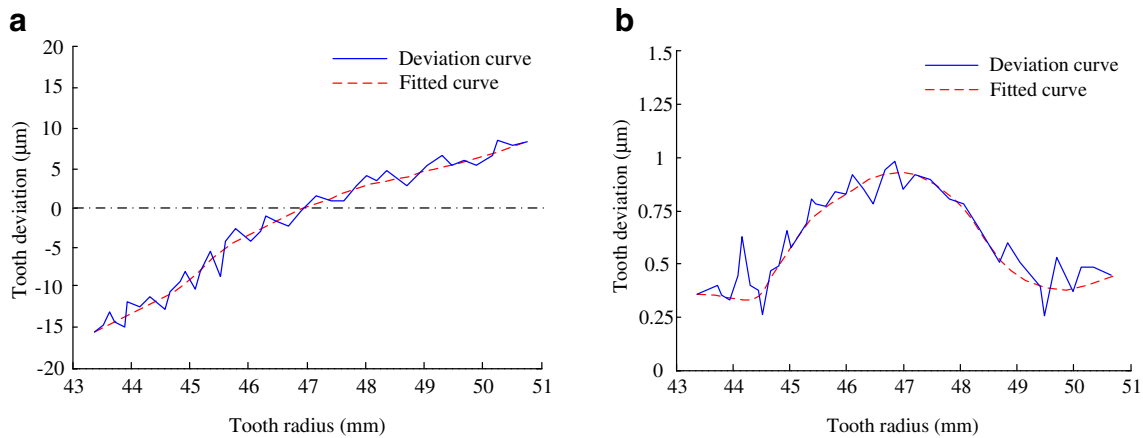 a
20
15
10
5
0
-5
-10
-15
-20
43 44 45 46 47 48 49 50 51
Tooth deviation (μm)
Tooth radius (mm)
Deviation curve
Fitted curve
b
1.5
1.25
1
0.75
0.5
0.25
0
43 44 45 46 47 48 49 50 51
Tooth deviation (μm)
Tooth radius (mm)
Deviation curve
Fitted curve